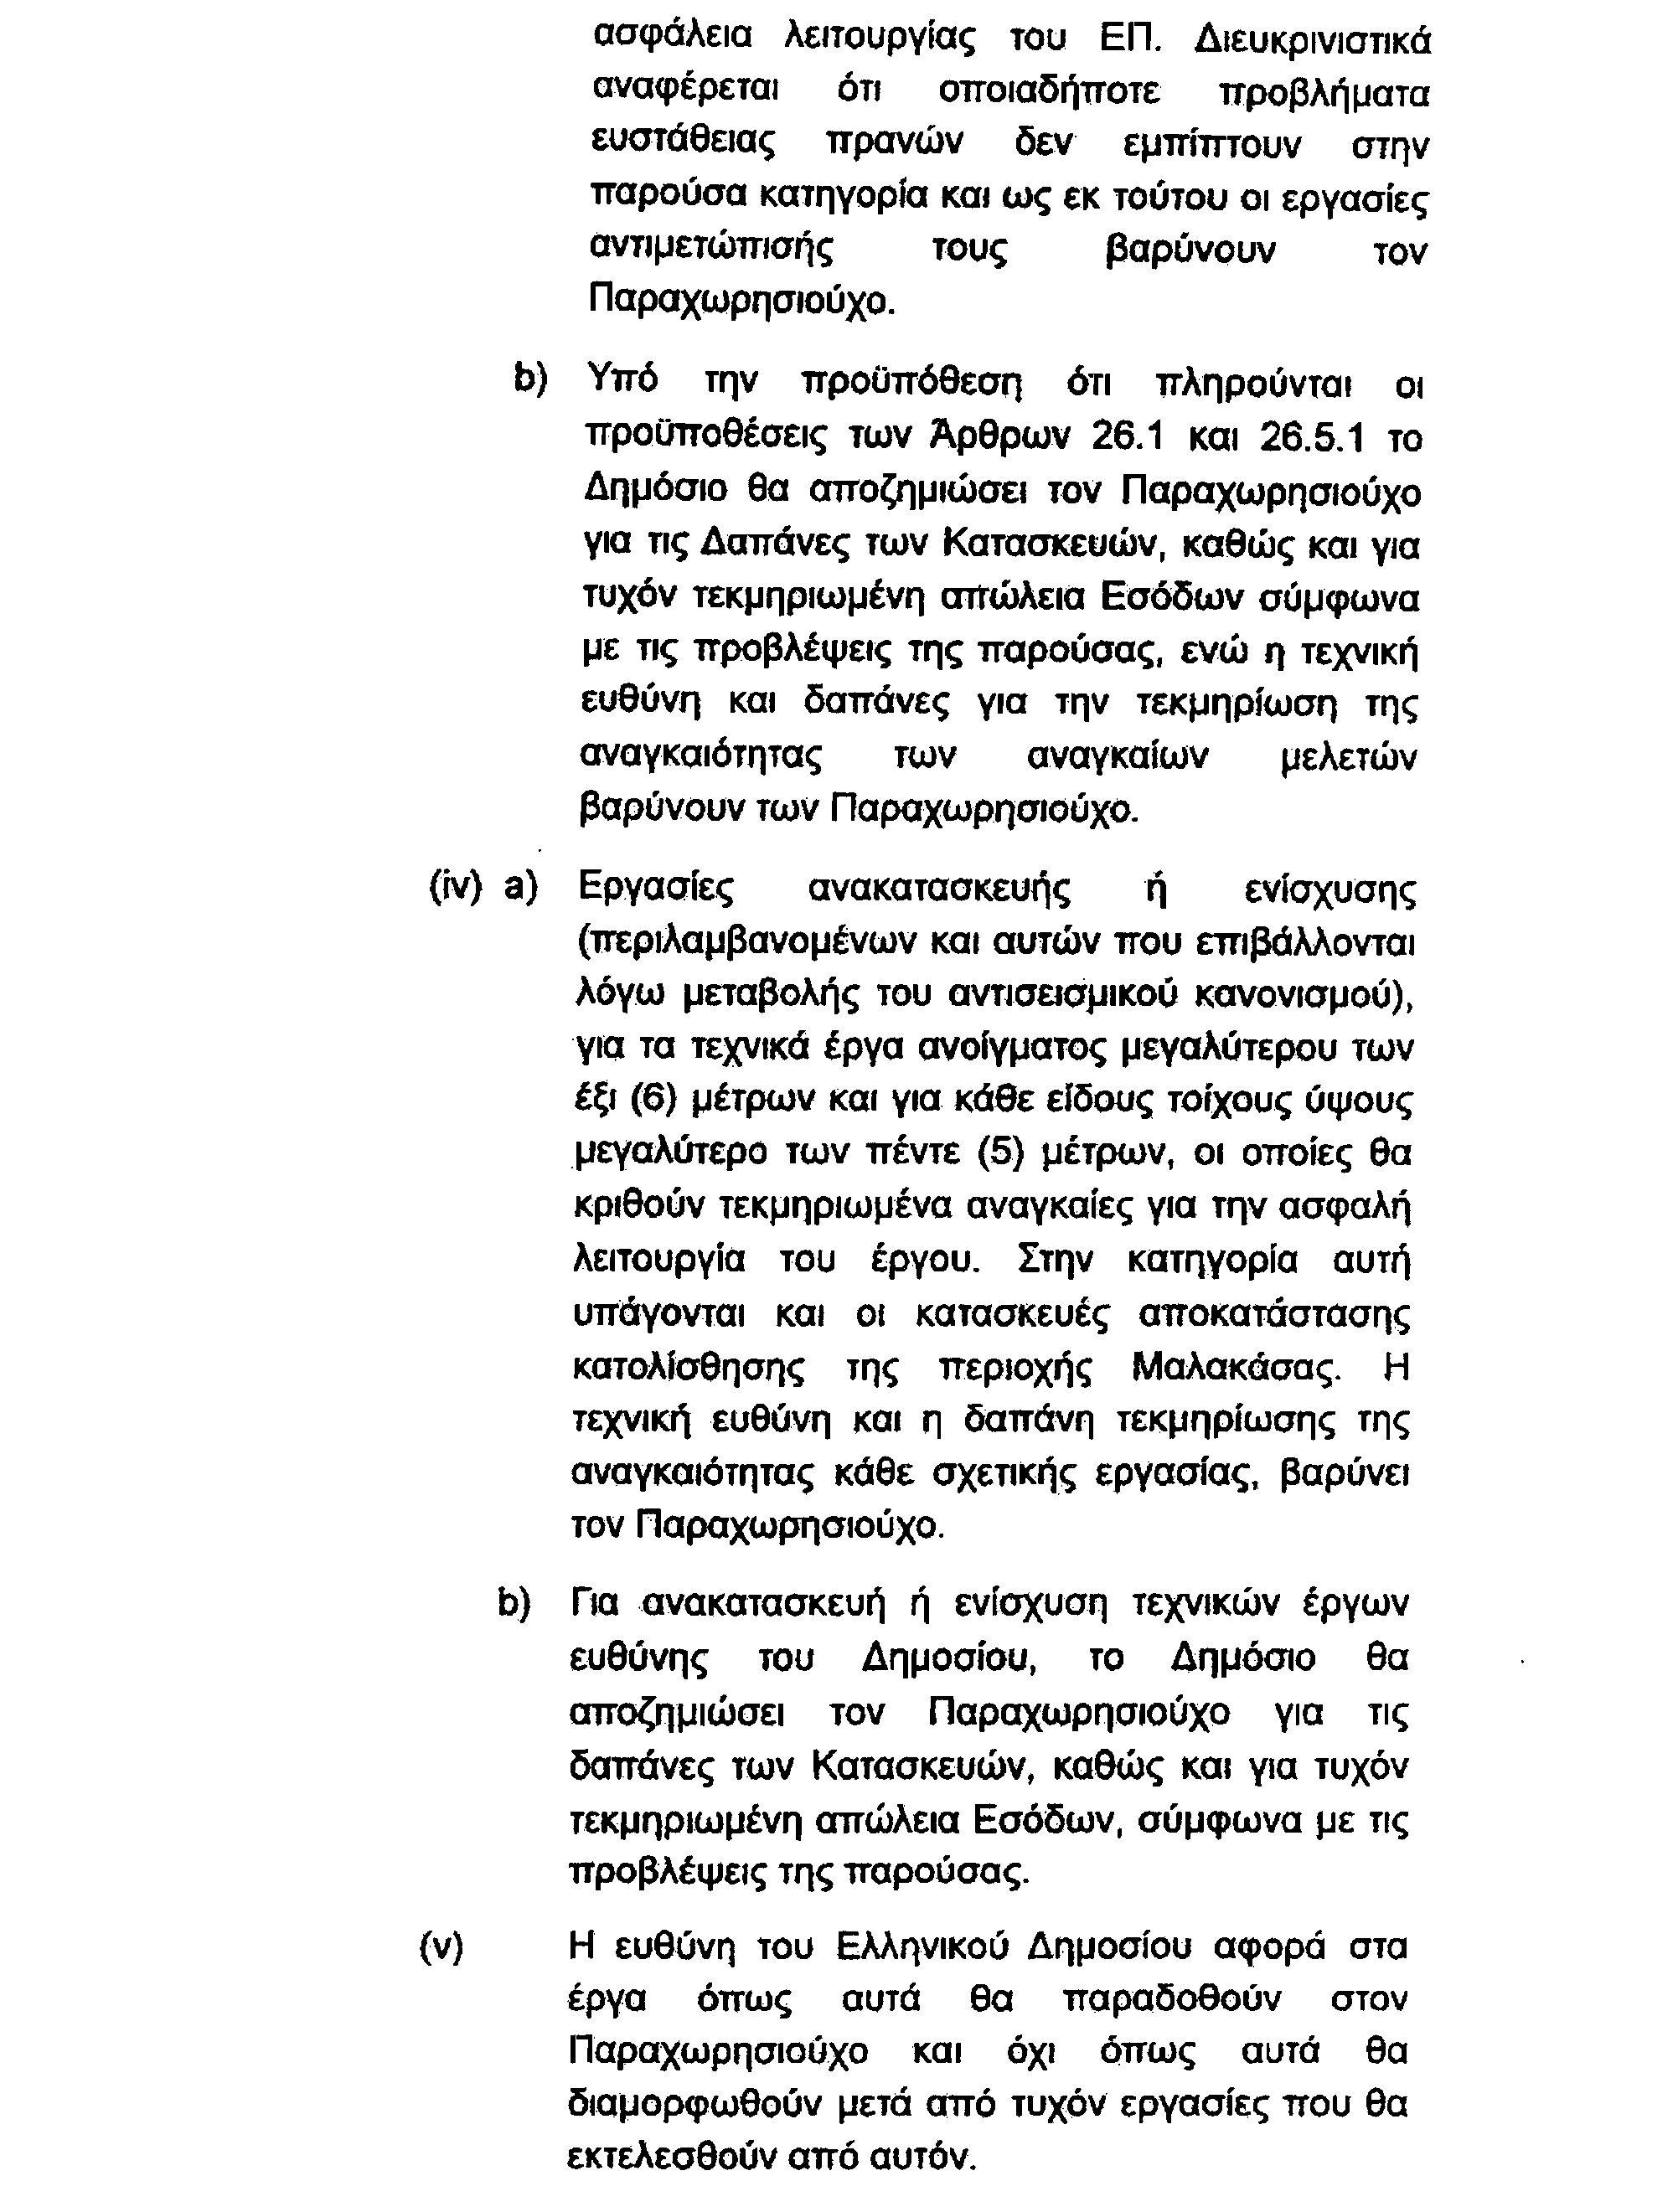 ασφάλεια λειτουργίας του ΕΠ. Διευκρινιστικά
αναφέρεται ότι οποιαδήποτε προβλήματα
ευστάθειας πρανών δεν εμπίπτουν στην
παρούσα κατηγορία και ως εκ τούτου οι εργασίες
αντιμετώπισής τους βαρύνουν τον
Παραχωρησιούχο.
b) Υπό την προϋπόθεση ότι πληρούνται οι
προϋποθέσεις των Άρθρων 26.1 και 26.5.1 το
Δημόσιο θα αποζημιώσει τον Παραχωρησιούχο
για τις Δαπάνες των Κατασκευών, καθώς και για
τυχόν τεκμηριωμένη απώλεια Εσόδων σύμφωνα
με τις προβλέψεις της παρούσας, ενώ η τεχνική
ευθύνη και δαπάνες για την τεκμηρίωση της
αναγκαιότητας των αναγκαίων μελετών
βαρύνουν των Παραχωρησιούχο.
(iv) a) Εργασίες ανακατασκευής ή ενίσχυσης
(περιλαμβανομένων και αυτών που επιβάλλονται
λόγω μεταβολής του αντισεισμικού κανονισμού),
για τα τεχνικά έργα ανοίγματος μεγαλύτερου των
έξι (6) μέτρων και για κάθε είδους τοίχους ύψους
μεγαλύτερο των πέντε (5) μέτρων, οι οποίες θα
κριθούν τεκμηριωμένα αναγκαίες για την ασφαλή
λειτουργία του έργου. Στην κατηγορία αυτή
υπάγονται και οι κατασκευές αποκατάστασης
κατολίσθησης της περιοχής Μαλακάσας. Η
τεχνική ευθύνη και η δαπάνη τεκμηρίωσης της
αναγκαιότητας κάθε σχετικής εργασίας, βαρύνει
τον Παραχωρησιούχο.
b) Για ανακατασκευή ή ενίσχυση τεχνικών έργων
ευθύνης του Δημοσίου, το Δημόσιο θα
αποζημιώσει τον Παραχωρησιούχο για τις
δαπάνες των Κατασκευών, καθώς και για τυχόν
τεκμηριωμένη απώλεια Εσόδων, σύμφωνα με τις
προβλέψεις της παρούσας.
(v) Η ευθύνη του Ελληνικού Δημοσίου αφορά στα
έργα όπως αυτά θα παραδοθούν στον
Παραχωρησιούχο και όχι όπως αυτά θα
διαμορφωθούν μετά από τυχόν εργασίες που θα
εκτελεσθούν από αυτόν.